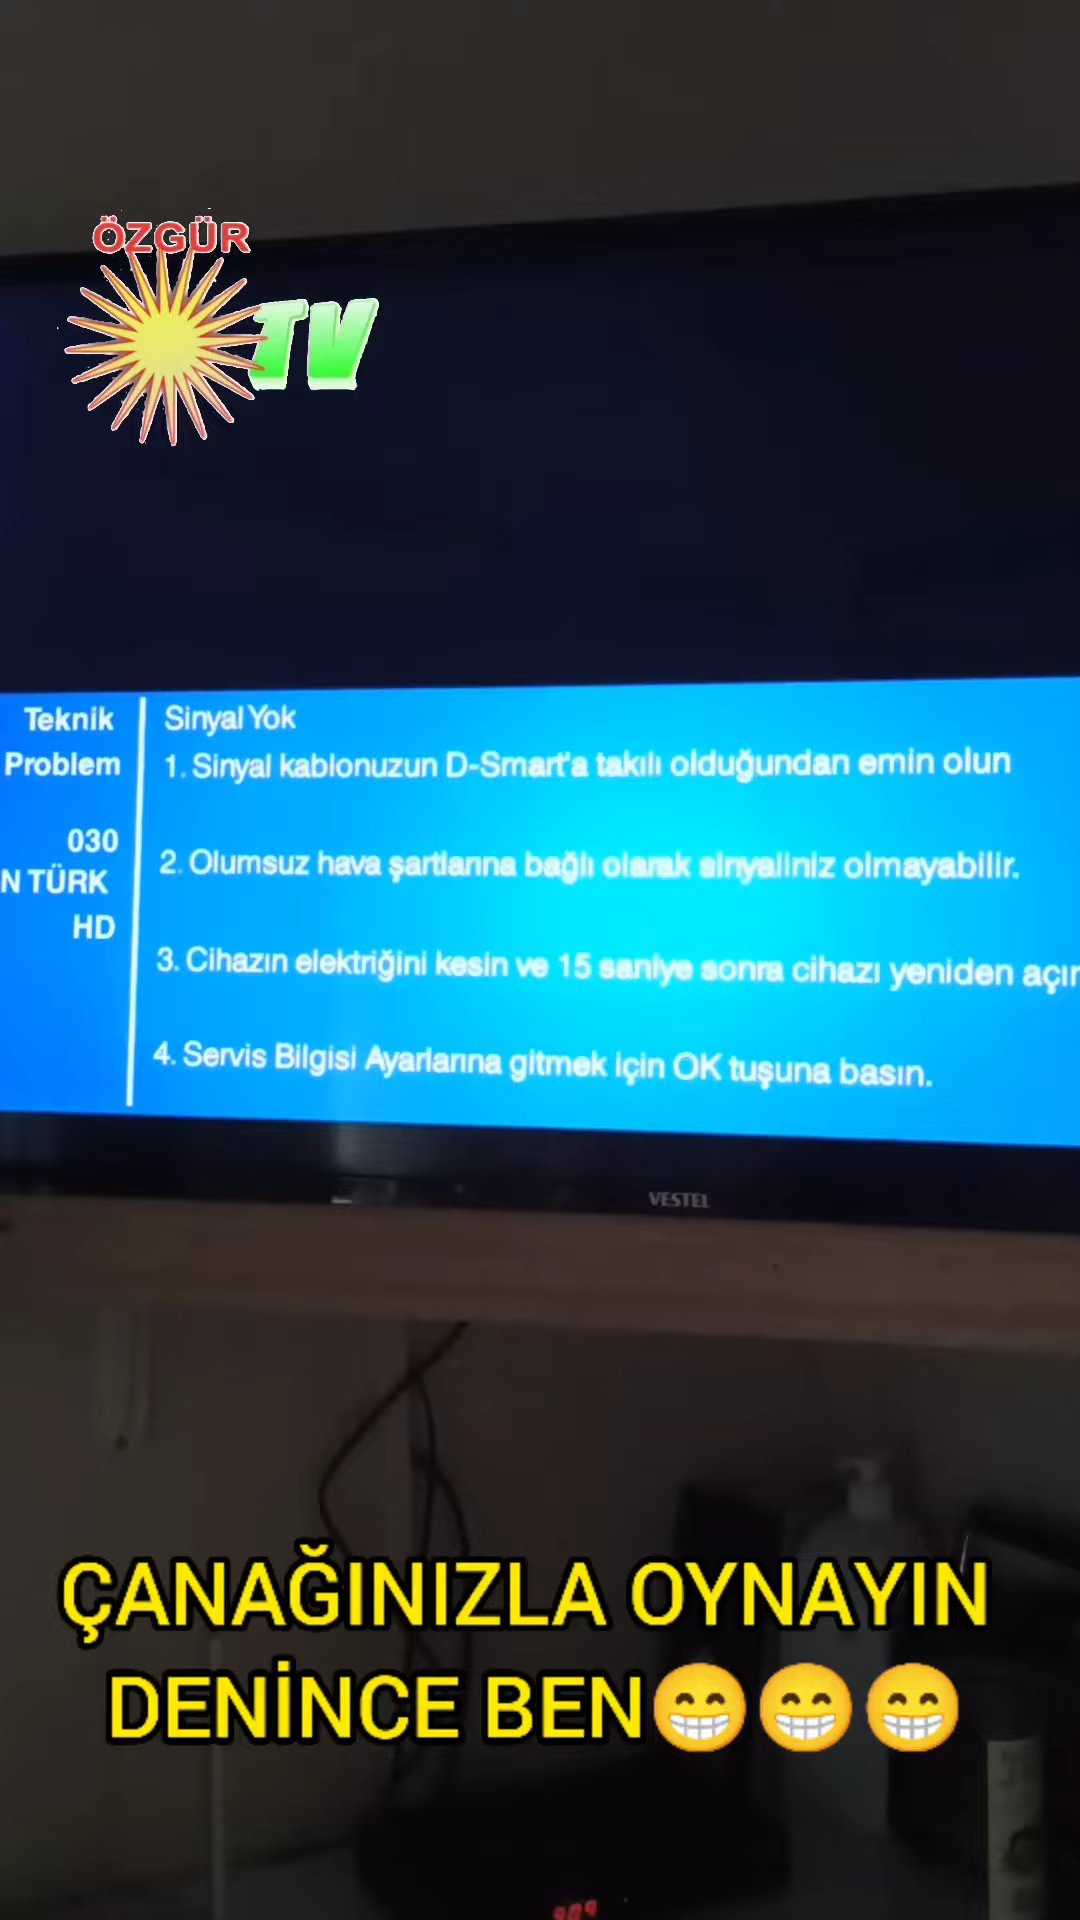 ÖZGÜR
TV
Teknik
Problem
030
N TÜRK
HD
Sinyal Yok
1. Sinyal kablonuzun D-Smart'a takılı olduğundan emin olun
2. Olumsuz hava şartlarına bağlı olarak sinyaliniz olmayabilir.
3. Cihazın elektriğini kesin ve 15 saniye sonra cihazı yeniden açır
4. Servis Bilgisi Ayarlarına gitmek için OK tuşuna basın.
VESTEL
ÇANAĞINIZLA OYNAYIN
DENİNCE BEN😁😁😁